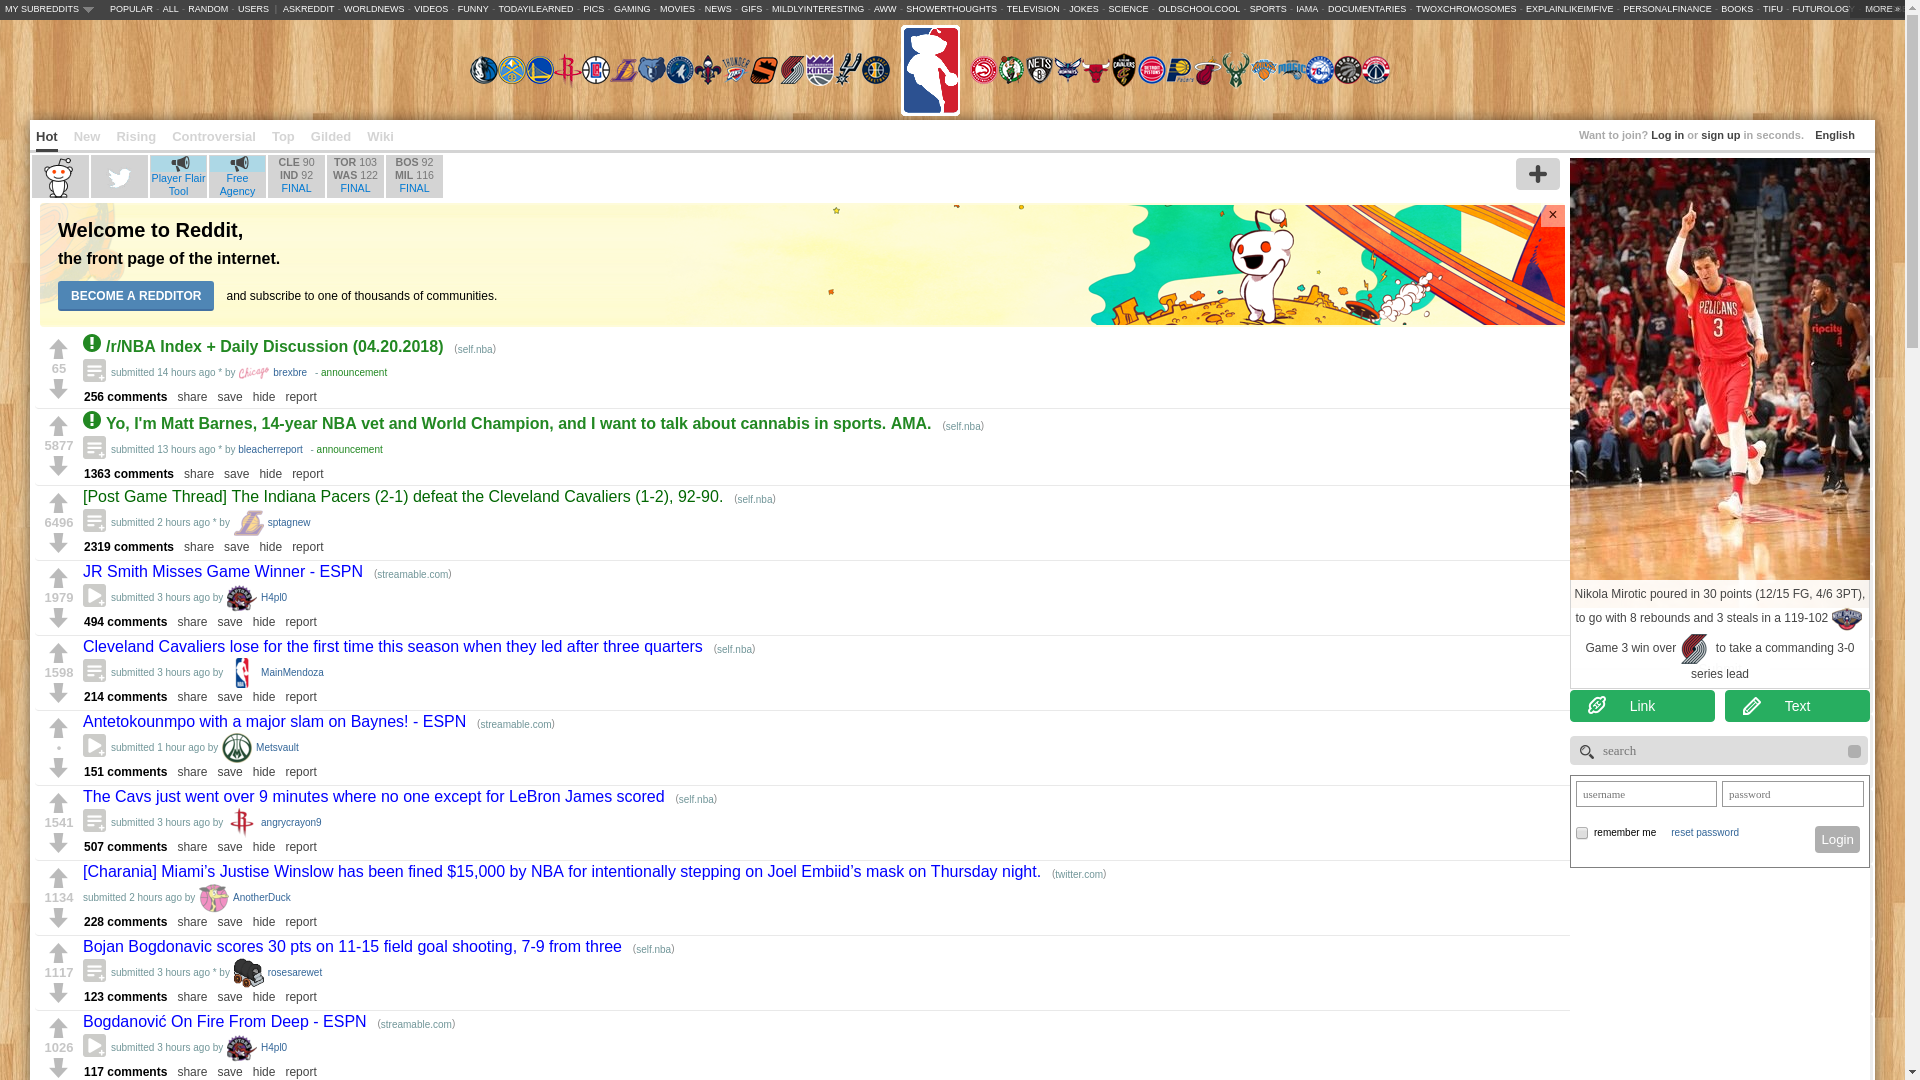 MY SUBREDDITS POPULAR - ALL - RANDOM - USERS | ASKREDDIT - WORLDNEWS - VIDEOS - FUNNY - TODAYILEARNED - PICS - GAMING - MOVIES - NEWS - GIFS - MILDLYINTERESTING - AWW - SHOWERTHOUGHTS - TELEVISION - JOKES - SCIENCE - OLDSCHOOLCOOL - SPORTS - IAMA - DOCUMENTARIES - TWOXCHROMOSOMES - EXPLAINLIKEIMFIVE - PERSONALFINANCE - BOOKS - TIFU - FUTUROLOGY MORE »
Hot New Rising Controversial Top Gilded Wiki
Want to join? Log in or sign up in seconds. English
Player Flair Tool
Free Agency
CLE 90
IND 92
FINAL
TOR 103
WAS 122
FINAL
BOS 92
MIL 116
FINAL
Welcome to Reddit,
the front page of the internet.
BECOME A REDDITOR and subscribe to one of thousands of communities.
×
/r/NBA Index + Daily Discussion (04.20.2018) (self.nba)
65
submitted 14 hours ago * by Chicago brexbre - announcement
256 comments share save hide report
Yo, I'm Matt Barnes, 14-year NBA vet and World Champion, and I want to talk about cannabis in sports. AMA. (self.nba)
5877
submitted 13 hours ago * by bleacherreport - announcement
1363 comments share save hide report
[Post Game Thread] The Indiana Pacers (2-1) defeat the Cleveland Cavaliers (1-2), 92-90. (self.nba)
6496
submitted 2 hours ago * by sptagnew
2319 comments share save hide report
JR Smith Misses Game Winner - ESPN (streamable.com)
1979
submitted 3 hours ago by H4pl0
494 comments share save hide report
Cleveland Cavaliers lose for the first time this season when they led after three quarters (self.nba)
1598
submitted 3 hours ago by MainMendoza
214 comments share save hide report
Antetokounmpo with a major slam on Baynes! - ESPN (streamable.com)
•
submitted 1 hour ago by Metsvault
151 comments share save hide report
The Cavs just went over 9 minutes where no one except for LeBron James scored (self.nba)
1541
submitted 3 hours ago by angrycrayon9
507 comments share save hide report
[Charania] Miami’s Justise Winslow has been fined $15,000 by NBA for intentionally stepping on Joel Embiid’s mask on Thursday night. (twitter.com)
1134
submitted 2 hours ago by AnotherDuck
228 comments share save hide report
Bojan Bogdonavic scores 30 pts on 11-15 field goal shooting, 7-9 from three (self.nba)
1117
submitted 3 hours ago * by rosesarewet
123 comments share save hide report
Bogdanović On Fire From Deep - ESPN (streamable.com)
1026
submitted 3 hours ago by H4pl0
117 comments share save hide report
PELICANS
3
ripcity
4
Nikola Mirotic poured in 30 points (12/15 FG, 4/6 3PT),
to go with 8 rebounds and 3 steals in a 119-102
Game 3 win over to take a commanding 3-0
series lead
Link Text
search
username password
remember me reset password
Login